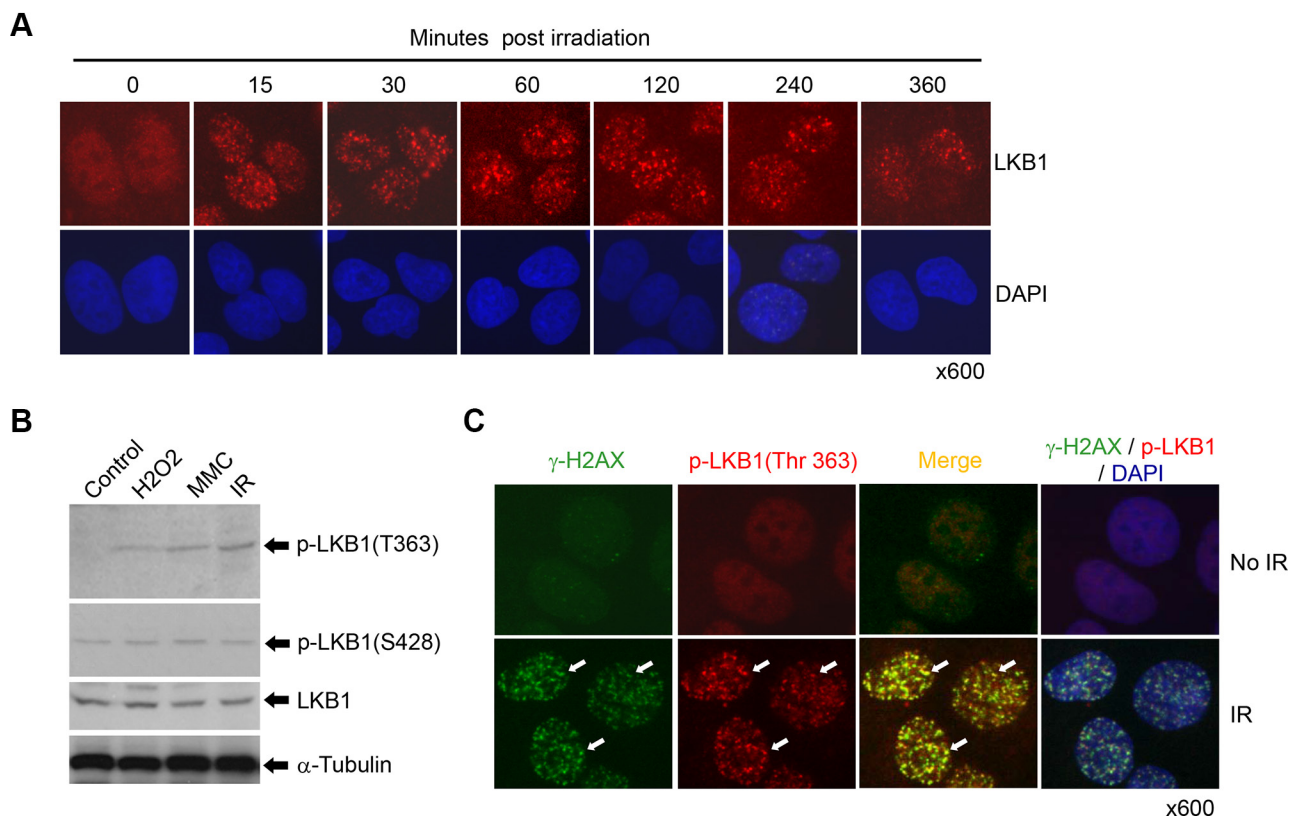 A
Minutes post irradiation
0 15 30 60 120 240 360
LKB1
DAPI
x600
B
Control H2O2 MMC IR
p-LKB1(T363)
p-LKB1(S428)
LKB1
α-Tubulin
C
γ-H2AX p-LKB1(Thr 363) Merge γ-H2AX / p-LKB1
/ DAPI
No IR
IR
x600